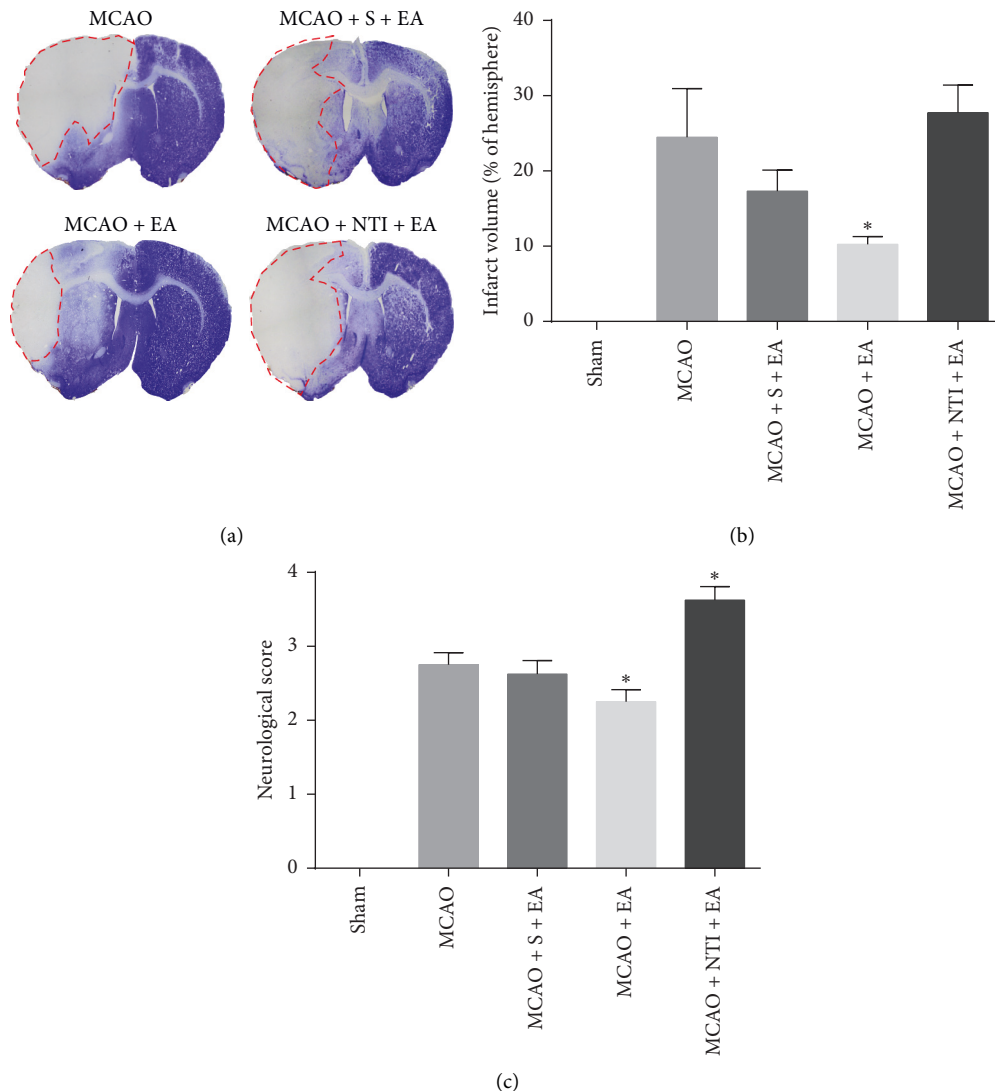 MCAO
MCAO + S + EA
MCAO + EA
MCAO + NTI + EA
(a)
Infarct volume (% of hemisphere)
40
30
20
10
0
*
Sham
MCAO
MCAO + S + EA
MCAO + EA
MCAO + NTI + EA
(b)
Neurological score
4
3
2
1
0
*
*
Sham
MCAO
MCAO + S + EA
MCAO + EA
MCAO + NTI + EA
(c)